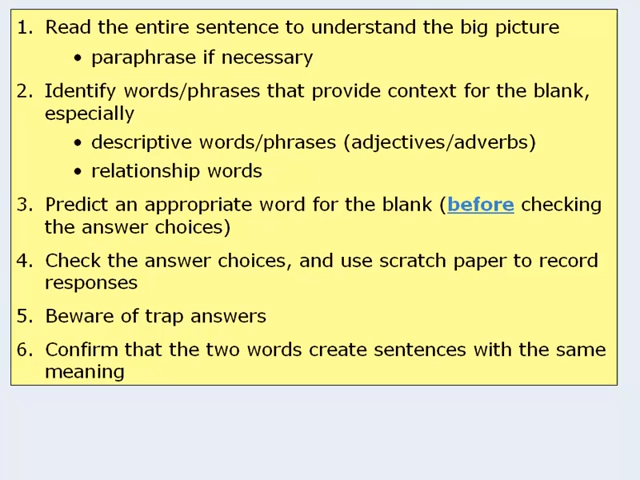 1. Read the entire sentence to understand the big picture
• paraphrase if necessary
2. Identify words/phrases that provide context for the blank,
especially
• descriptive words/phrases (adjectives/adverbs)
• relationship words
3. Predict an appropriate word for the blank (before checking
the answer choices)
4. Check the answer choices, and use scratch paper to record
responses
5. Beware of trap answers
6. Confirm that the two words create sentences with the same
meaning